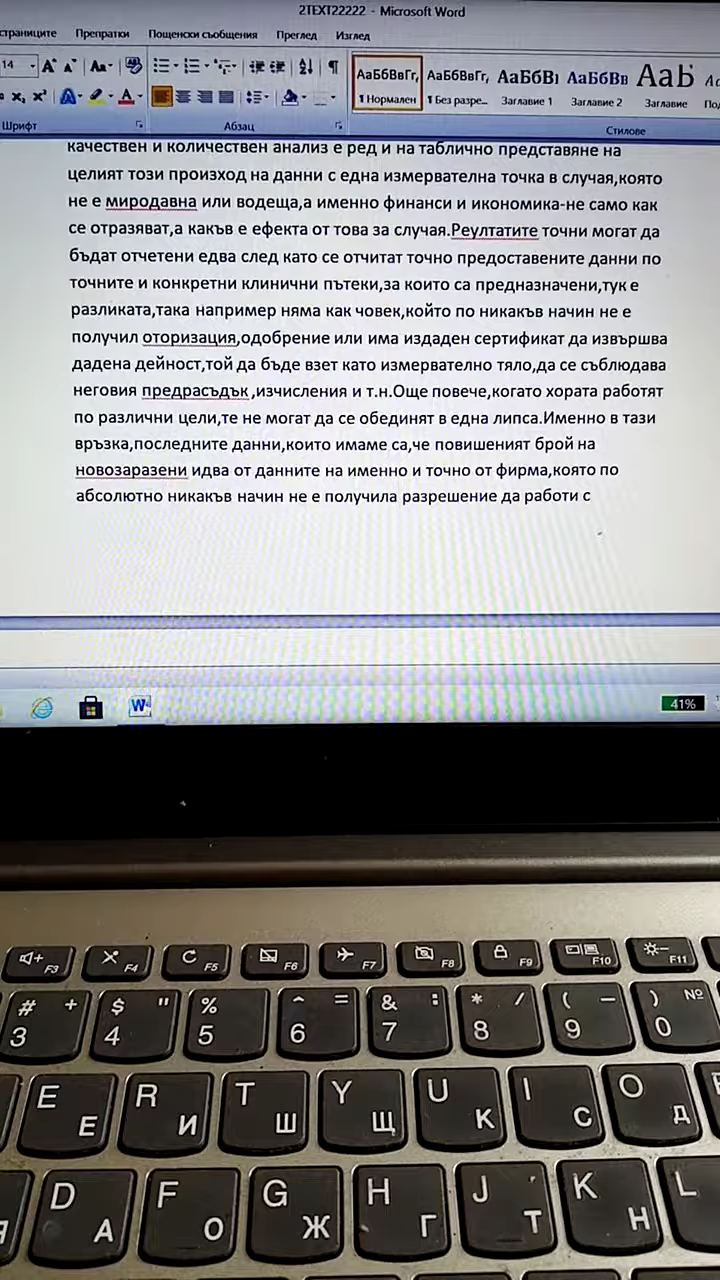 2TEXT22222 - Microsoft Word
страниците Препратки Пощенски съобщения Преглед Изглед
14
АаБбВвГг, АаБбВвГг, АаБбВı АаБбВв АаБ
¶ Нормален ¶ Без разре... Заглавие 1 Заглавие 2 Заглавие
Шрифт Абзац Стилове
качествен и количествен анализ е ред и на таблично представяне на
целият този произход на данни с една измервателна точка в случая,която
не е миродавна или водеща,а именно финанси и икономика-не само как
се отразяват,а какъв е ефекта от това за случая.Реултатите точни могат да
бъдат отчетени едва след като се отчитат точно предоставените данни по
точните и конкретни клинични пътеки,за които са предназначени,тук е
разликата,така например няма как човек,който по никакъв начин не е
получил оторизация,одобрение или има издаден сертификат да извършва
дадена дейност,той да бъде взет като измервателно тяло,да се съблюдава
неговия предрасъдък ,изчисления и т.н.Още повече,когато хората работят
по различни цели,те не могат да се обединят в една липса.Именно в тази
връзка,последните данни,които имаме са,че повишеният брой на
новозаразени идва от данните на именно и точно от фирма,която по
абсолютно никакъв начин не е получила разрешение да работи с
41%
F3 F4 F5 F6 F7 F8 F9 F10 F11
# + $ " % ^ = & : * / ( — ) №
3 4 5 6 7 8 9 0
E R T Y U I O
Е И Ш Щ К С Д
D F G H J K L
А О Ж Г Т Н